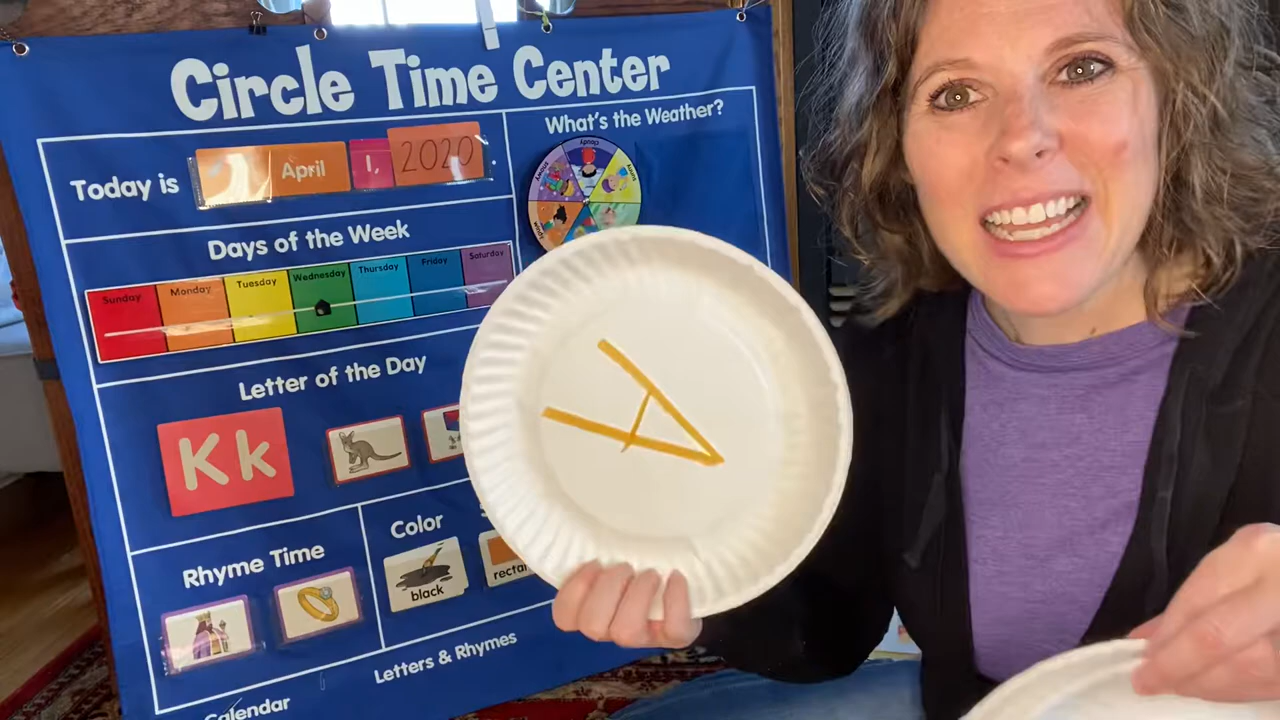 Circle Time Center
Today is April 1, 2020
What's the Weather?
cloudy
Days of the Week
Sunday Monday Tuesday Wednesday Thursday Friday Saturday
Letter of the Day
Kk
A
Rhyme Time
Color
black
Letters & Rhymes
Calendar